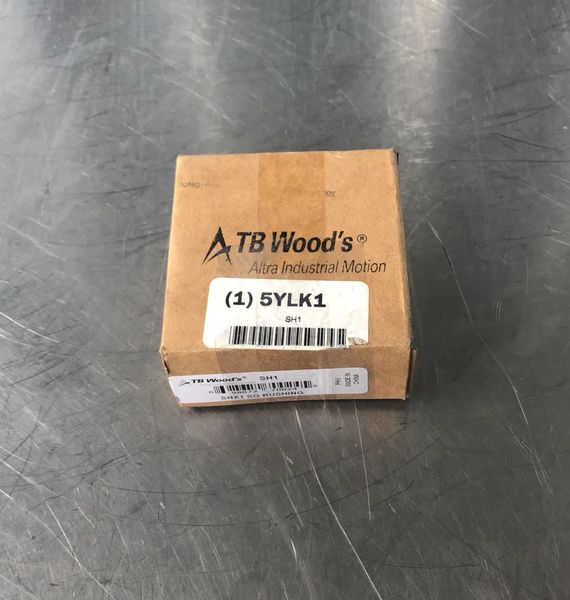 TB Wood's®
Altra Industrial Motion
(1) 5YLK1
SH1
TB Wood's® SH1
SHX1 SG BUSHING